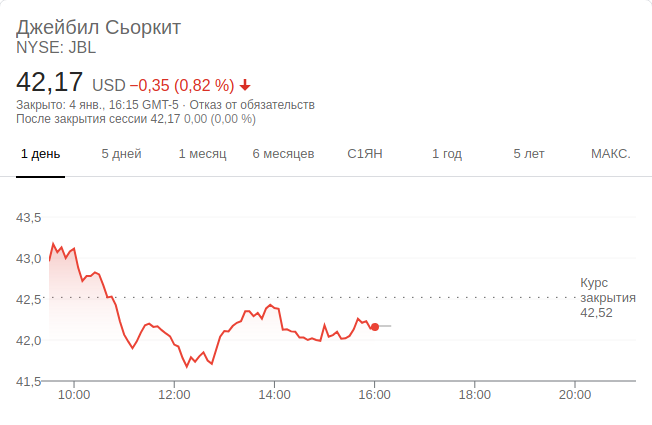 Джейбил Сьоркит
NYSE: JBL
42,17 USD −0,35 (0,82 %)
Закрыто: 4 янв., 16:15 GMT-5 · Отказ от обязательств
После закрытия сессии 42,17 0,00 (0,00 %)
1 день 5 дней 1 месяц 6 месяцев С1ЯН 1 год 5 лет МАКС.
43,5
43,0
Курс
42,5 закрытия
42,52
42,0
41,5
10:00 12:00 14:00 16:00 18:00 20:00